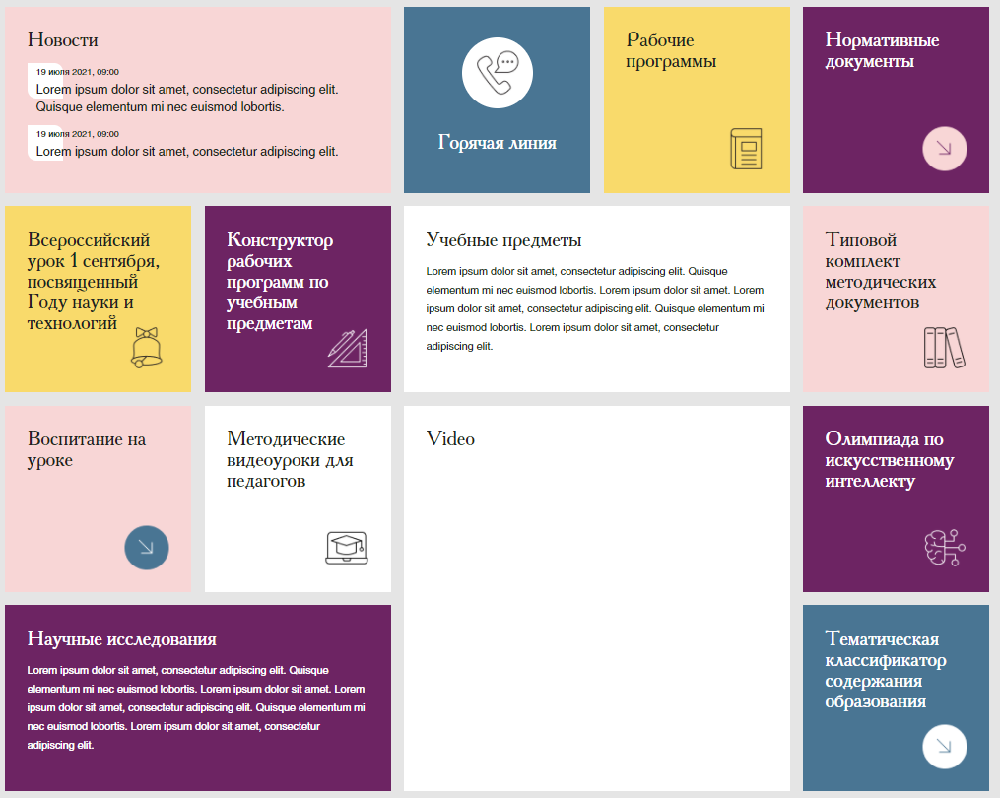 Новости
19 июля 2021, 09:00
Lorem ipsum dolor sit amet, consectetur adipiscing elit.
Quisque elementum mi nec euismod lobortis.
19 июля 2021, 09:00
Lorem ipsum dolor sit amet, consectetur adipiscing elit.
Горячая линия
Рабочие
программы
Нормативные
документы
Всероссийский
урок 1 сентября,
посвященный
Году науки и
технологий
Конструктор
рабочих
программ по
учебным
предметам
Учебные предметы
Lorem ipsum dolor sit amet, consectetur adipiscing elit. Quisque
elementum mi nec euismod lobortis. Lorem ipsum dolor sit amet. Lorem
ipsum dolor sit amet, consectetur adipiscing elit. Quisque elementum mi
nec euismod lobortis. Lorem ipsum dolor sit amet, consectetur
adipiscing elit.
Типовой
комплект
методических
документов
Воспитание на
уроке
Методические
видеоуроки для
педагогов
Video
Олимпиада по
искусственному
интеллекту
Научные исследования
Lorem ipsum dolor sit amet, consectetur adipiscing elit. Quisque
elementum mi nec euismod lobortis. Lorem ipsum dolor sit amet. Lorem
ipsum dolor sit amet, consectetur adipiscing elit. Quisque elementum mi
nec euismod lobortis. Lorem ipsum dolor sit amet, consectetur
adipiscing elit.
Тематическая
классификатор
содержания
образования